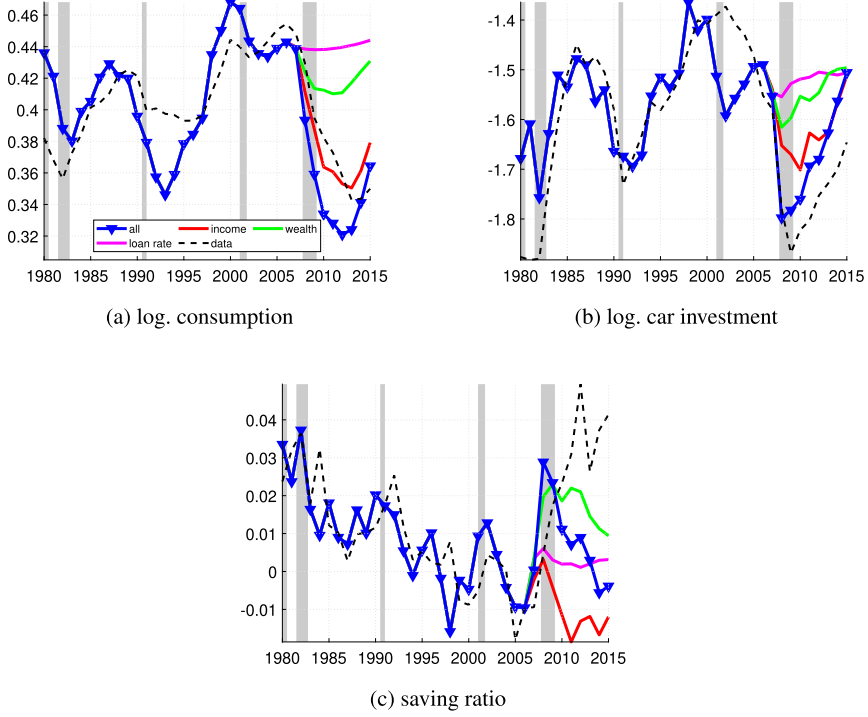 0.46
0.44
0.42
0.4
0.38
0.36
0.34
0.32
all income wealth
loan rate data
1980 1985 1990 1995 2000 2005 2010 2015
(a) log. consumption
-1.4
-1.5
-1.6
-1.7
-1.8
1980 1985 1990 1995 2000 2005 2010 2015
(b) log. car investment
0.04
0.03
0.02
0.01
0
-0.01
1980 1985 1990 1995 2000 2005 2010 2015
(c) saving ratio